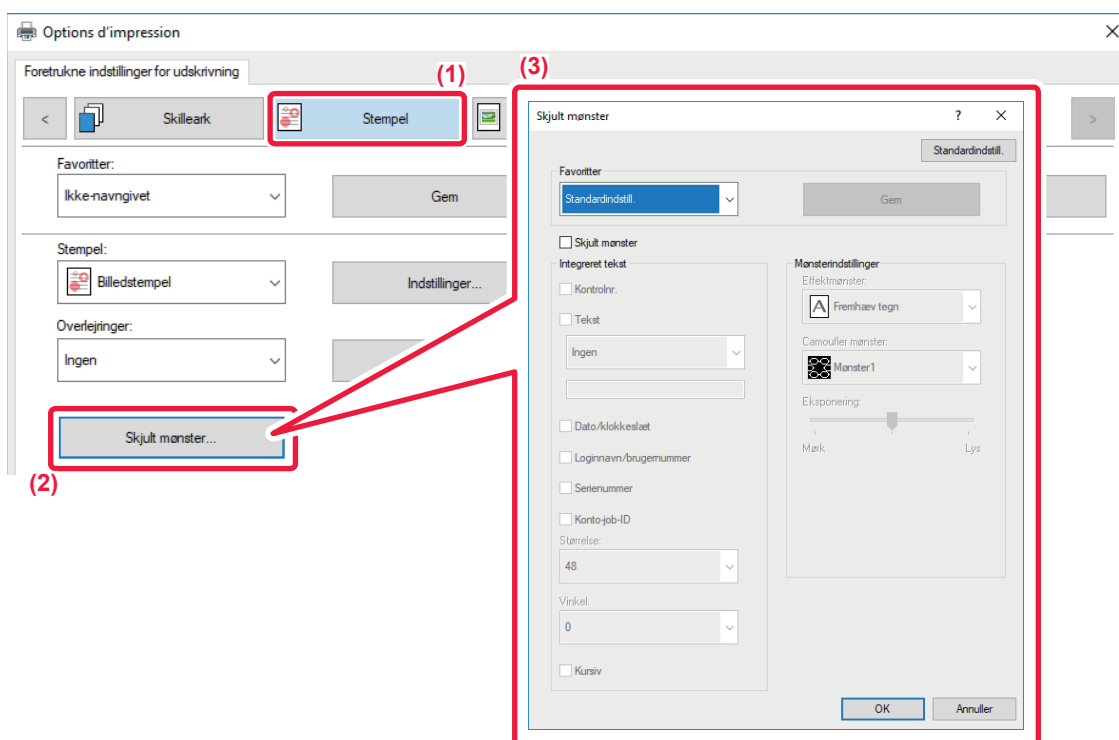 Options d'impression
Foretrukne indstillinger for udskrivning
(1)
(3)
<
Skilleark
Stempel
>
Favoritter:
Ikke-navngivet
Gem
Stempel:
Billedstempel
Indstillinger...
Overlejringer:
Ingen
Skjult mønster...
(2)
Skjult mønster
?
Standardindstill.
Favoritter
Standardindstill.
Gem
Skjult mønster
Integreret tekst
Kontrolnr.
Tekst
Ingen
Dato/klokkeslæt
Loginnavn/brugernummer
Serienummer
Konto-job-ID
Størrelse:
48
Vinkel:
0
Kursiv
Mønsterindstillinger
Effektmønster:
A Fremhæv tegn
Camoufler mønster:
Mønster1
Eksponering:
Mørk Lys
OK Annuller